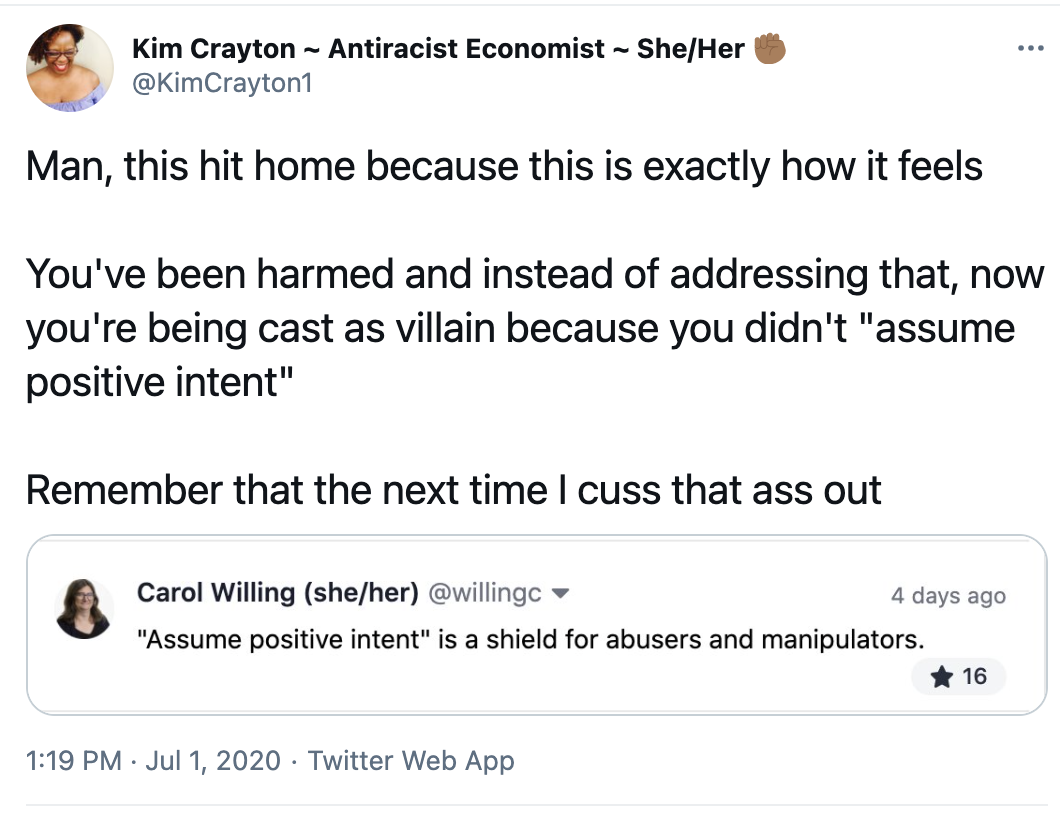 Kim Crayton ~ Antiracist Economist ~ She/Her ✊🏾
@KimCrayton1
Man, this hit home because this is exactly how it feels
You've been harmed and instead of addressing that, now
you're being cast as villain because you didn't "assume
positive intent"
Remember that the next time I cuss that ass out
Carol Willing (she/her) @willingc
4 days ago
"Assume positive intent" is a shield for abusers and manipulators.
16
1:19 PM · Jul 1, 2020 · Twitter Web App